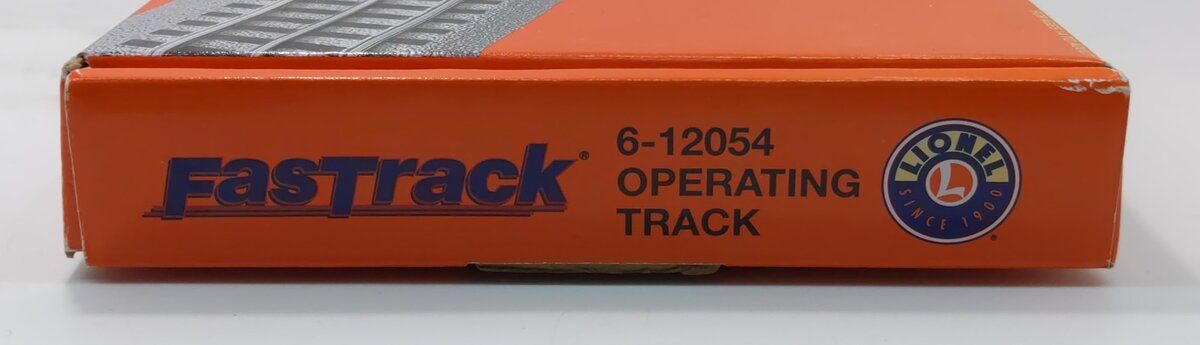 FasTrack®
6-12054
OPERATING
TRACK
LIONEL
L
SINCE 1900
®